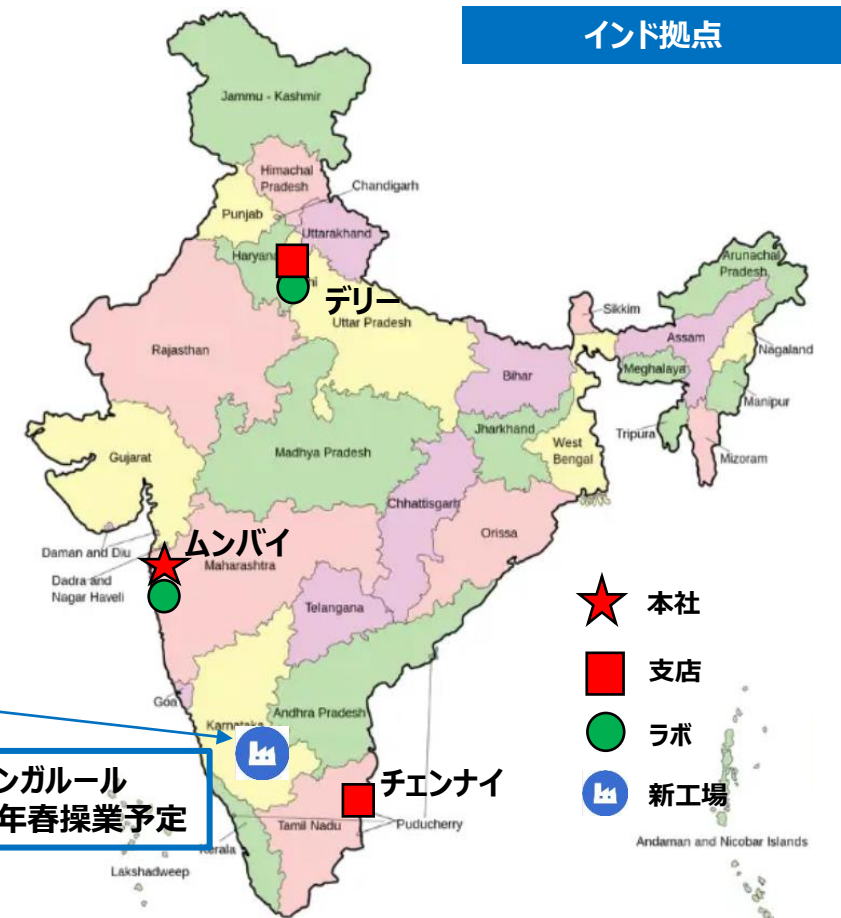 インド拠点
Jammu - Kashmir
Himachal
Pradesh
Chandigarh
Punjab
Uttarakhand
Haryana
デリー
Uttar Pradesh
Rajasthan
Arunachal
Pradesh
Sikkim
Assam
Nagaland
Meghalaya
Manipur
Tripura
Mizoram
Bihar
Jharkhand
West
Bengal
Gujarat
Madhya Pradesh
Chhattisgarh
Orissa
Daman and Diu
ムンバイ
Maharashtra
Dadra and
Nagar Haveli
Telangana
本社
支店
ラボ
新工場
Goa
Karnataka
Andhra Pradesh
ンガルール
年春操業予定
チェンナイ
Tamil Nadu
Puducherry
Kerala
Lakshadweep
Andaman and Nicobar Islands